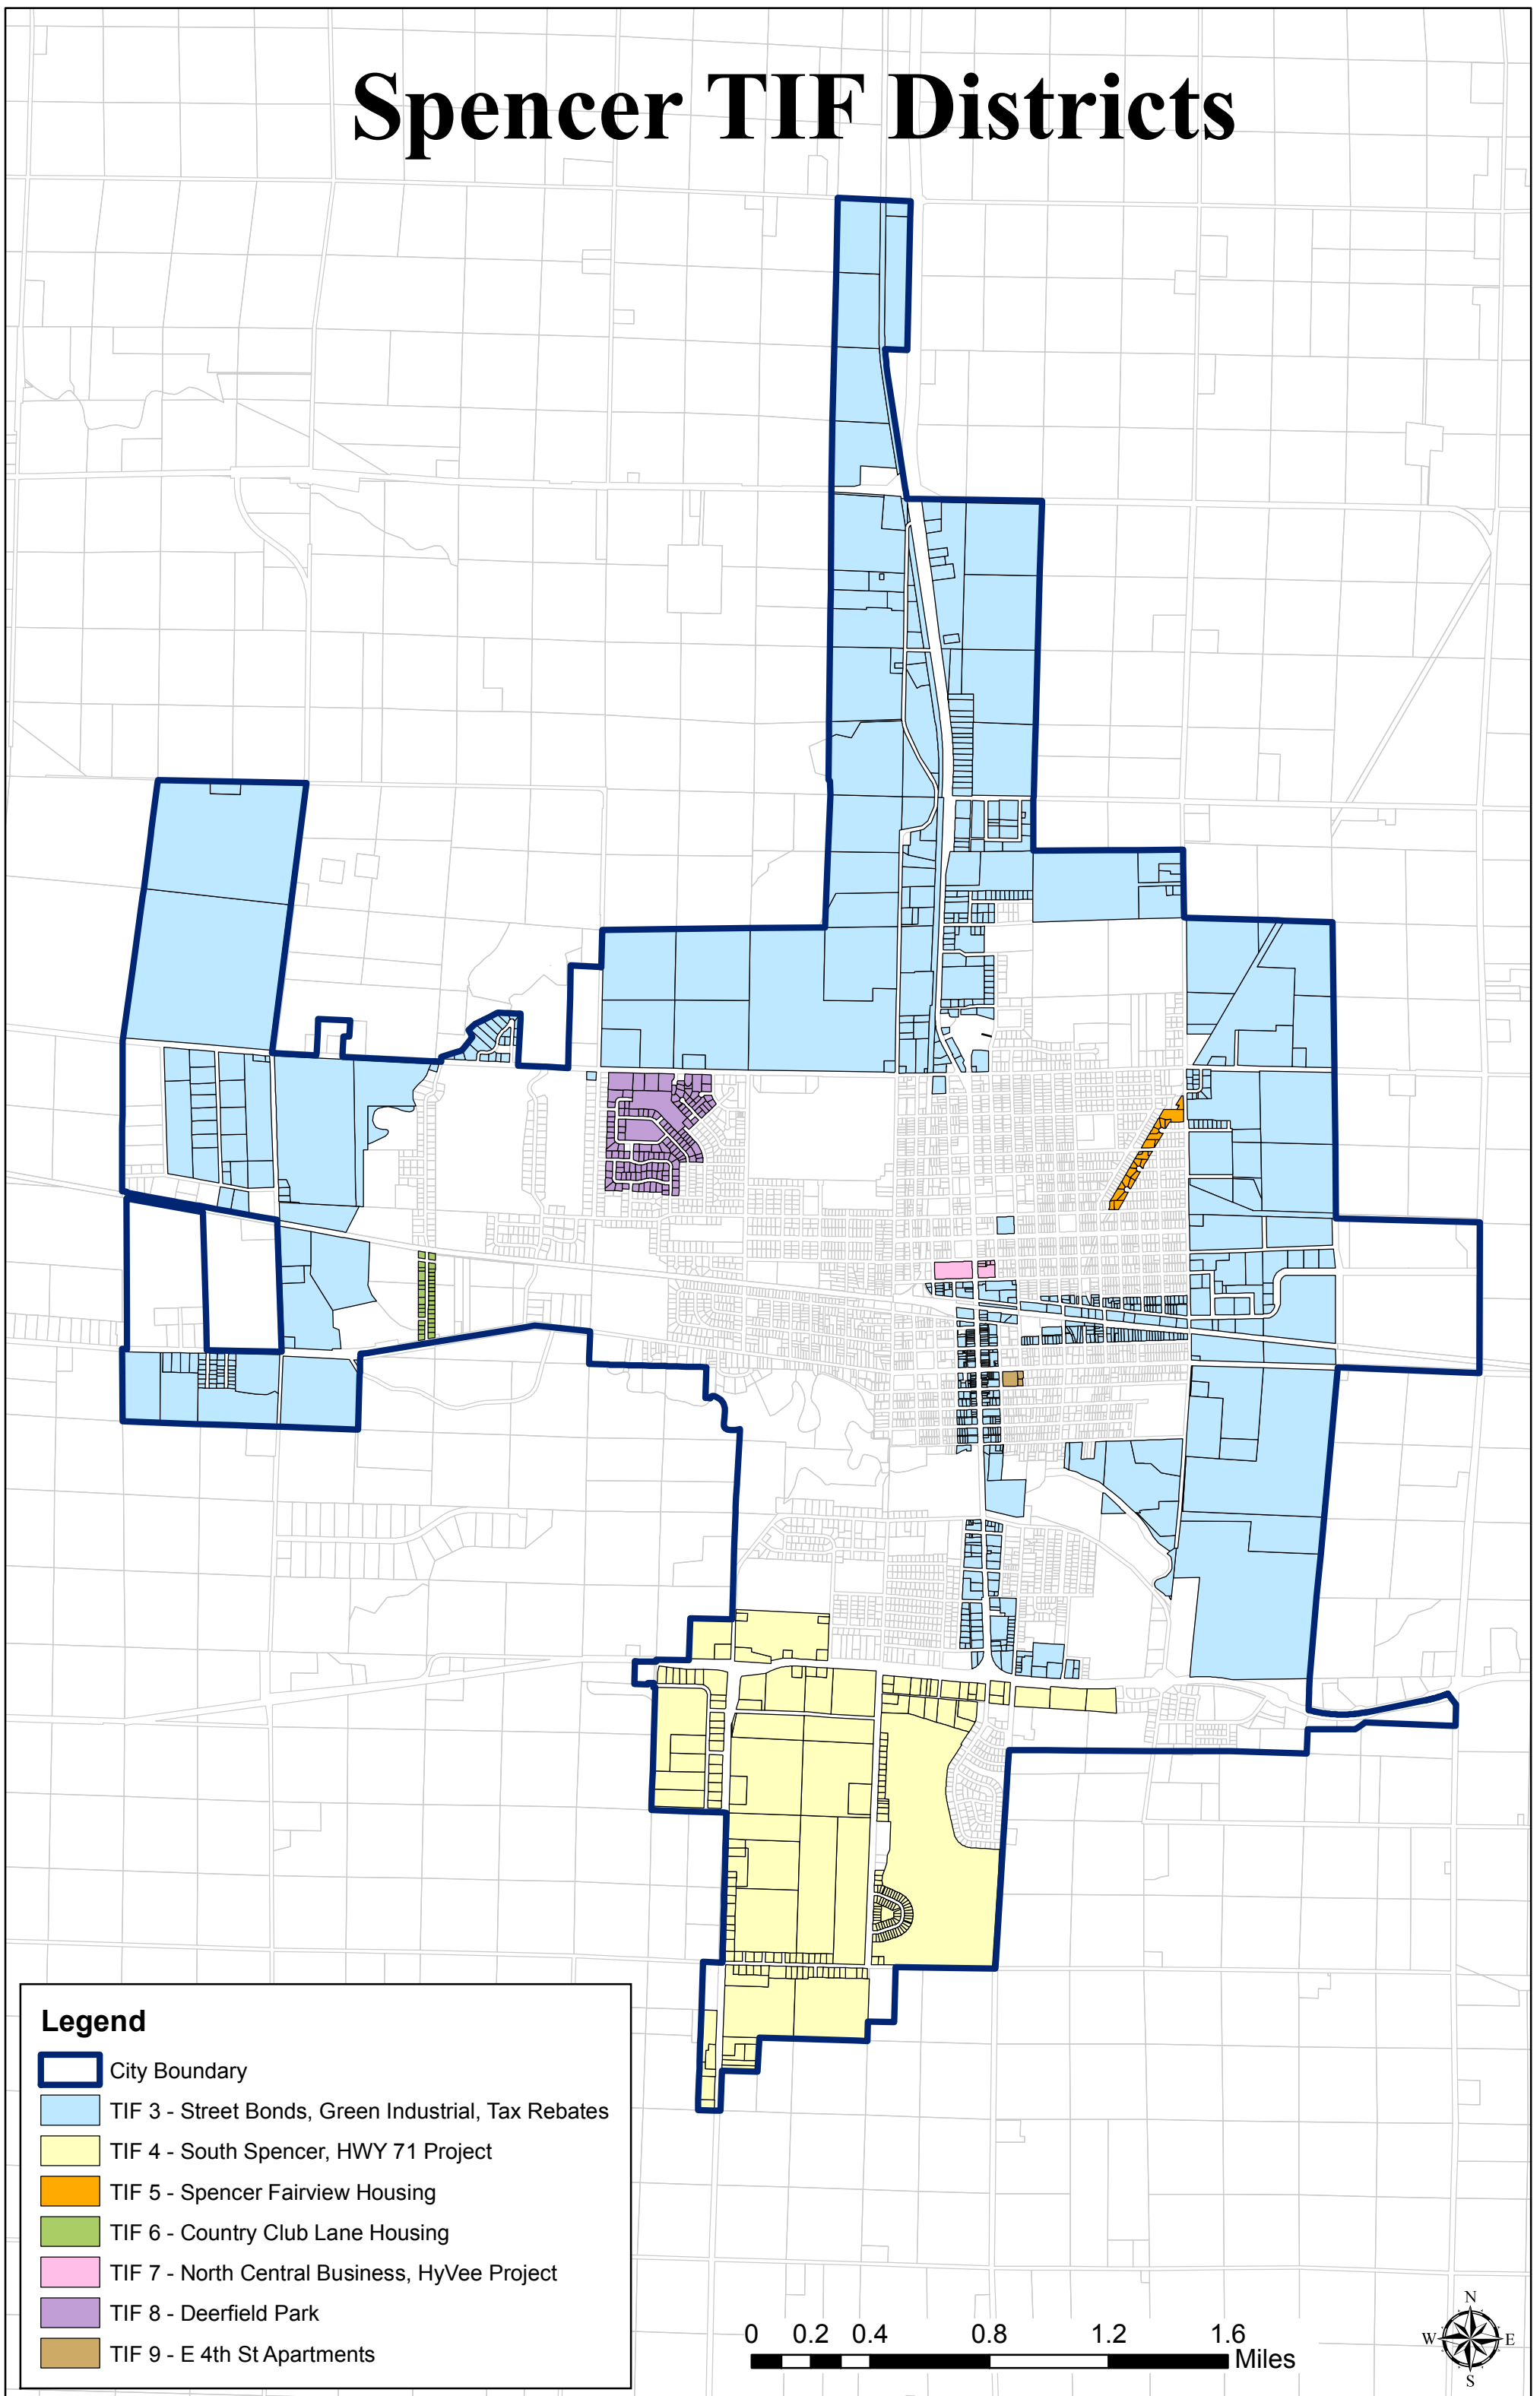 Spencer TIF Districts
Legend
City Boundary
TIF 3 - Street Bonds, Green Industrial, Tax Rebates
TIF 4 - South Spencer, HWY 71 Project
TIF 5 - Spencer Fairview Housing
TIF 6 - Country Club Lane Housing
TIF 7 - North Central Business, HyVee Project
TIF 8 - Deerfield Park
TIF 9 - E 4th St Apartments
0 0.2 0.4 0.8 1.2 1.6
Miles
N
W E
S